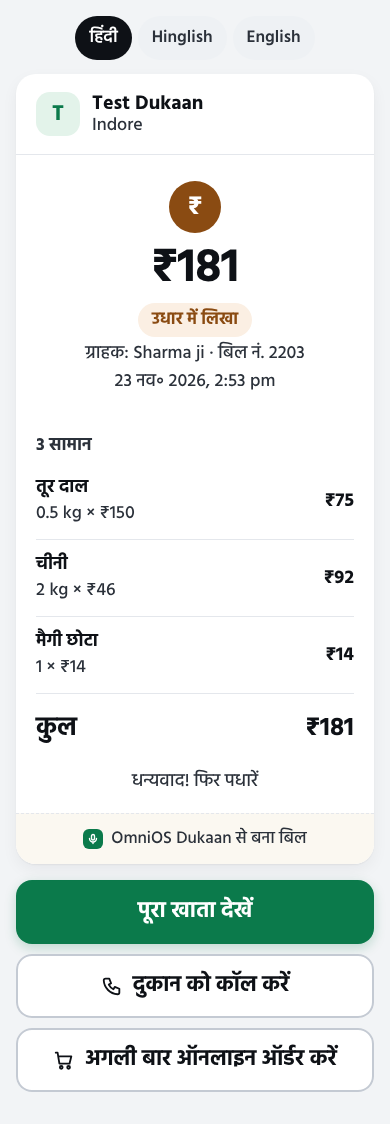 हिंदी Hinglish English
T
Test Dukaan
Indore
₹
₹181
उधार में लिखा
ग्राहक: Sharma ji · बिल नं. 2203
23 नव॰ 2026, 2:53 pm
3 सामान
तूर दाल
0.5 kg × ₹150
₹75
चीनी
2 kg × ₹46
₹92
मैगी छोटा
1 × ₹14
₹14
कुल ₹181
धन्यवाद! फिर पधारें
OmniOS Dukaan से बना बिल
पूरा खाता देखें
दुकान को कॉल करें
अगली बार ऑनलाइन ऑर्डर करें